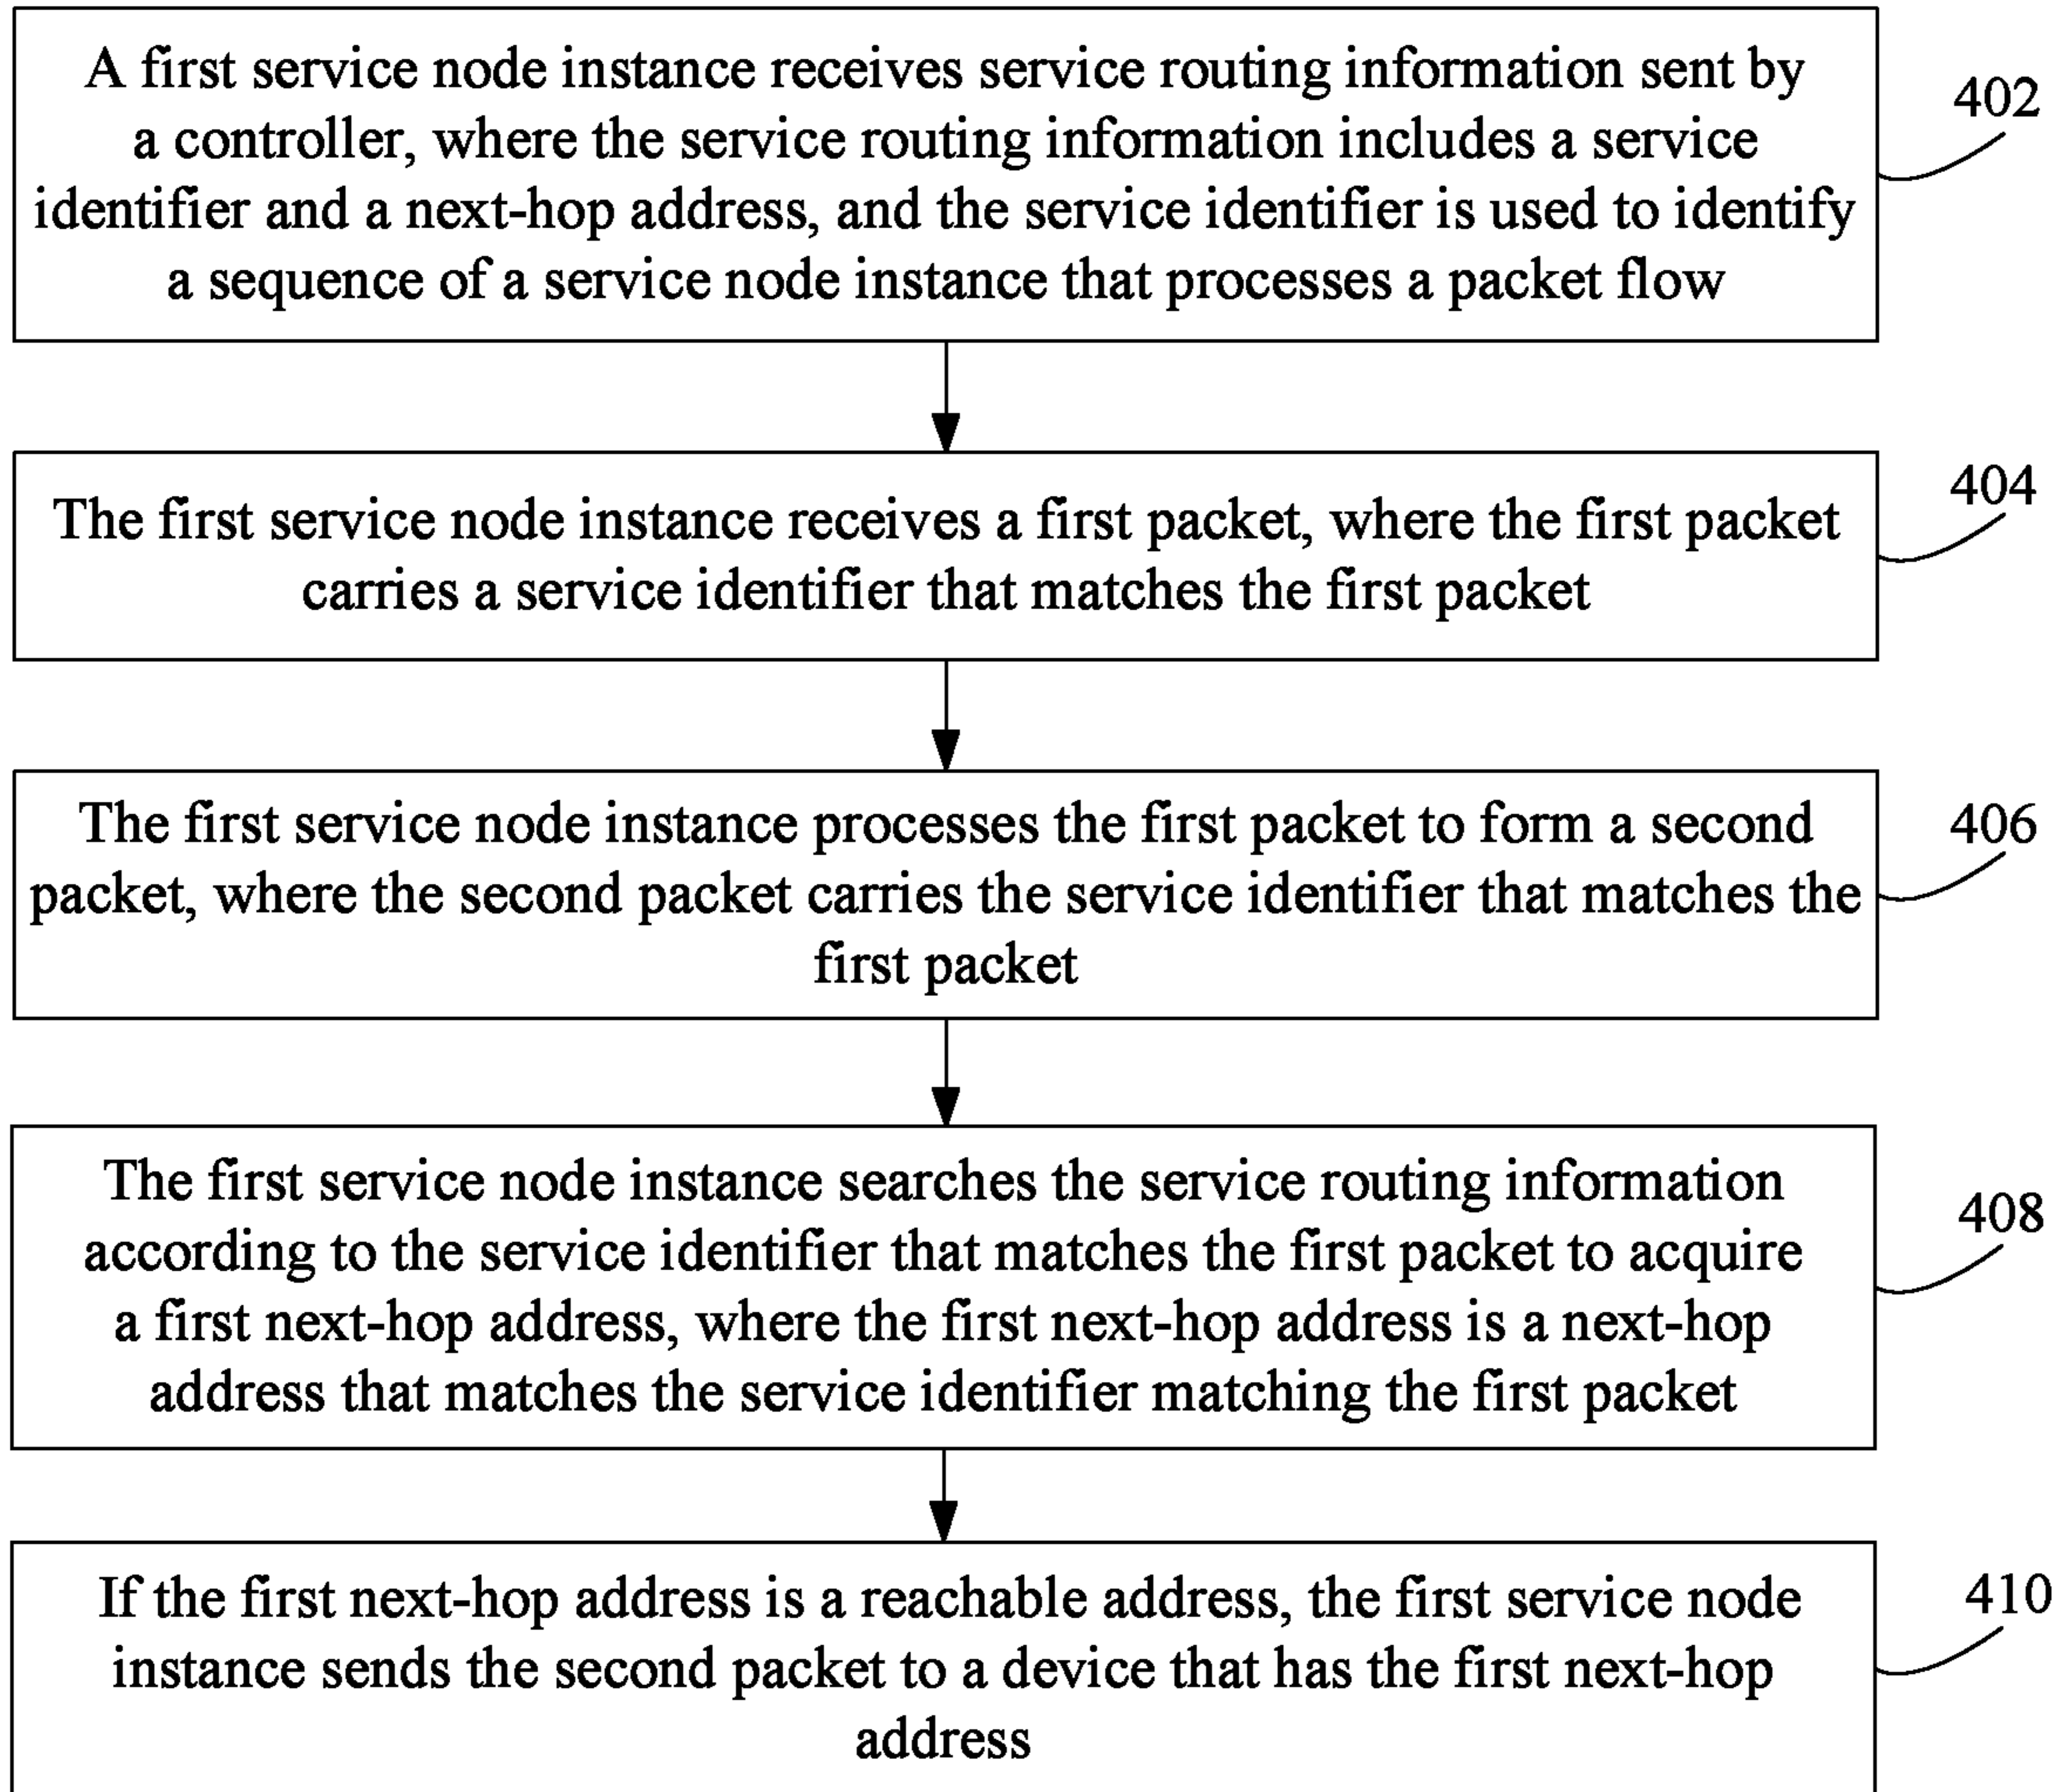 A first service node instance receives service routing information sent by
a controller, where the service routing information includes a service
identifier and a next-hop address, and the service identifier is used to identify
a sequence of a service node instance that processes a packet flow
402
The first service node instance receives a first packet, where the first packet
carries a service identifier that matches the first packet
404
The first service node instance processes the first packet to form a second
packet, where the second packet carries the service identifier that matches the
first packet
406
The first service node instance searches the service routing information
according to the service identifier that matches the first packet to acquire
a first next-hop address, where the first next-hop address is a next-hop
address that matches the service identifier matching the first packet
408
If the first next-hop address is a reachable address, the first service node
instance sends the second packet to a device that has the first next-hop
address
410